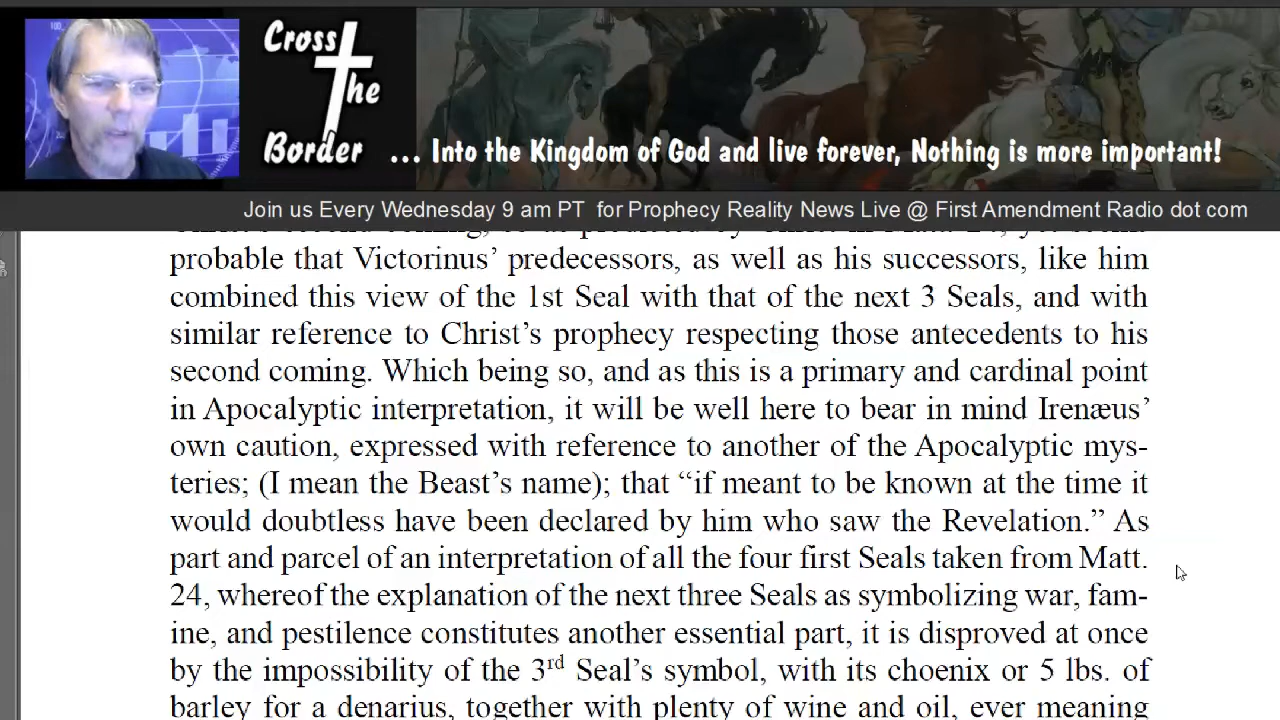 Cross
the
Border
... Into the Kingdom of God and live forever, Nothing is more important!
Join us Every Wednesday 9 am PT for Prophecy Reality News Live @ First Amendment Radio dot com
probable that Victorinus’ predecessors, as well as his successors, like him
combined this view of the 1st Seal with that of the next 3 Seals, and with
similar reference to Christ’s prophecy respecting those antecedents to his
second coming. Which being so, and as this is a primary and cardinal point
in Apocalyptic interpretation, it will be well here to bear in mind Irenæus’
own caution, expressed with reference to another of the Apocalyptic mys-
teries; (I mean the Beast’s name); that “if meant to be known at the time it
would doubtless have been declared by him who saw the Revelation.” As
part and parcel of an interpretation of all the four first Seals taken from Matt.
24, whereof the explanation of the next three Seals as symbolizing war, fam-
ine, and pestilence constitutes another essential part, it is disproved at once
by the impossibility of the 3rd Seal’s symbol, with its choenix or 5 lbs. of
barley for a denarius, together with plenty of wine and oil, ever meaning